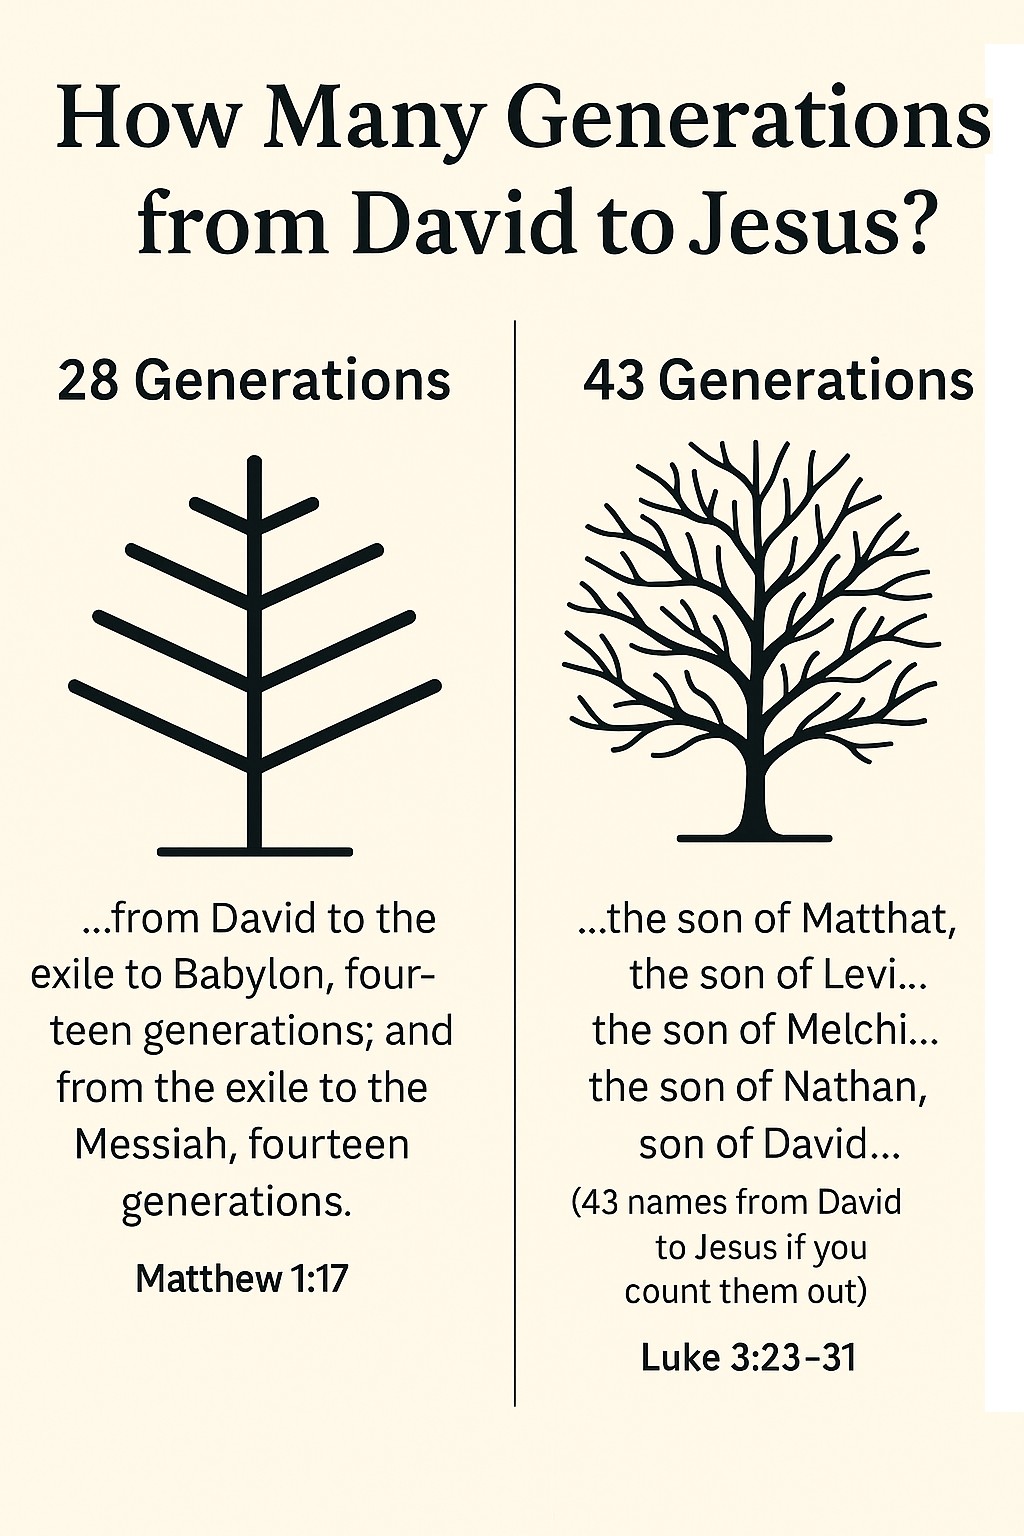 How Many Generations
from David to Jesus?
28 Generations
...from David to the
exile to Babylon, four-
teen generations; and
from the exile to the
Messiah, fourteen
generations.
Matthew 1:17
43 Generations
...the son of Matthat,
the son of Levi...
the son of Melchi...
the son of Nathan,
son of David...
(43 names from David
to Jesus if you
count them out)
Luke 3:23–31